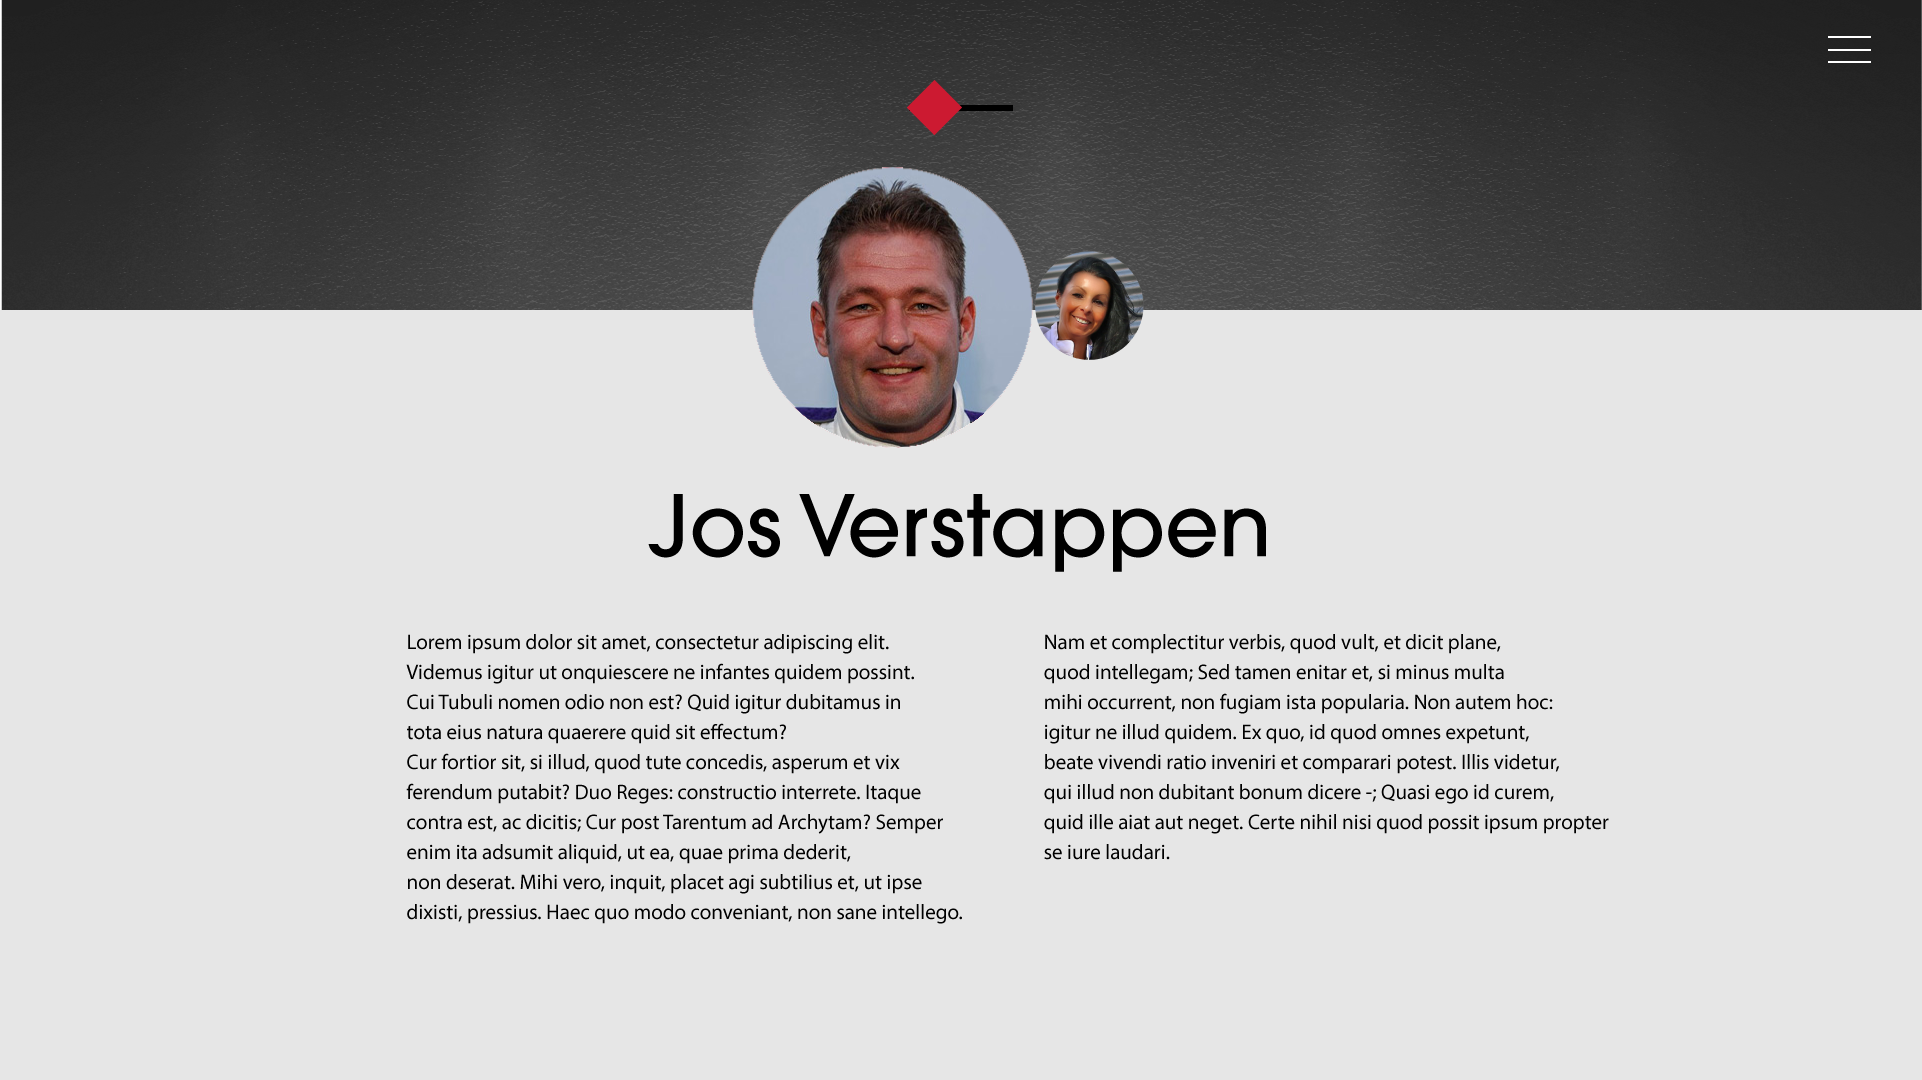 Jos Verstappen
Lorem ipsum dolor sit amet, consectetur adipiscing elit.
Videmus igitur ut onquiescere ne infantes quidem possint.
Cui Tubuli nomen odio non est? Quid igitur dubitamus in
tota eius natura quaerere quid sit effectum?
Cur fortior sit, si illud, quod tute concedis, asperum et vix
ferendum putabit? Duo Reges: constructio interrete. Itaque
contra est, ac dicitis; Cur post Tarentum ad Archytam? Semper
enim ita adsumit aliquid, ut ea, quae prima dederit,
non deserat. Mihi vero, inquit, placet agi subtilius et, ut ipse
dixisti, pressius. Haec quo modo conveniant, non sane intellego.
Nam et complectitur verbis, quod vult, et dicit plane,
quod intellegam; Sed tamen enitar et, si minus multa
mihi occurrent, non fugiam ista popularia. Non autem hoc:
igitur ne illud quidem. Ex quo, id quod omnes expetunt,
beate vivendi ratio inveniri et comparari potest. Illis videtur,
qui illud non dubitant bonum dicere -; Quasi ego id curem,
quid ille aiat aut neget. Certe nihil nisi quod possit ipsum propter
se iure laudari.